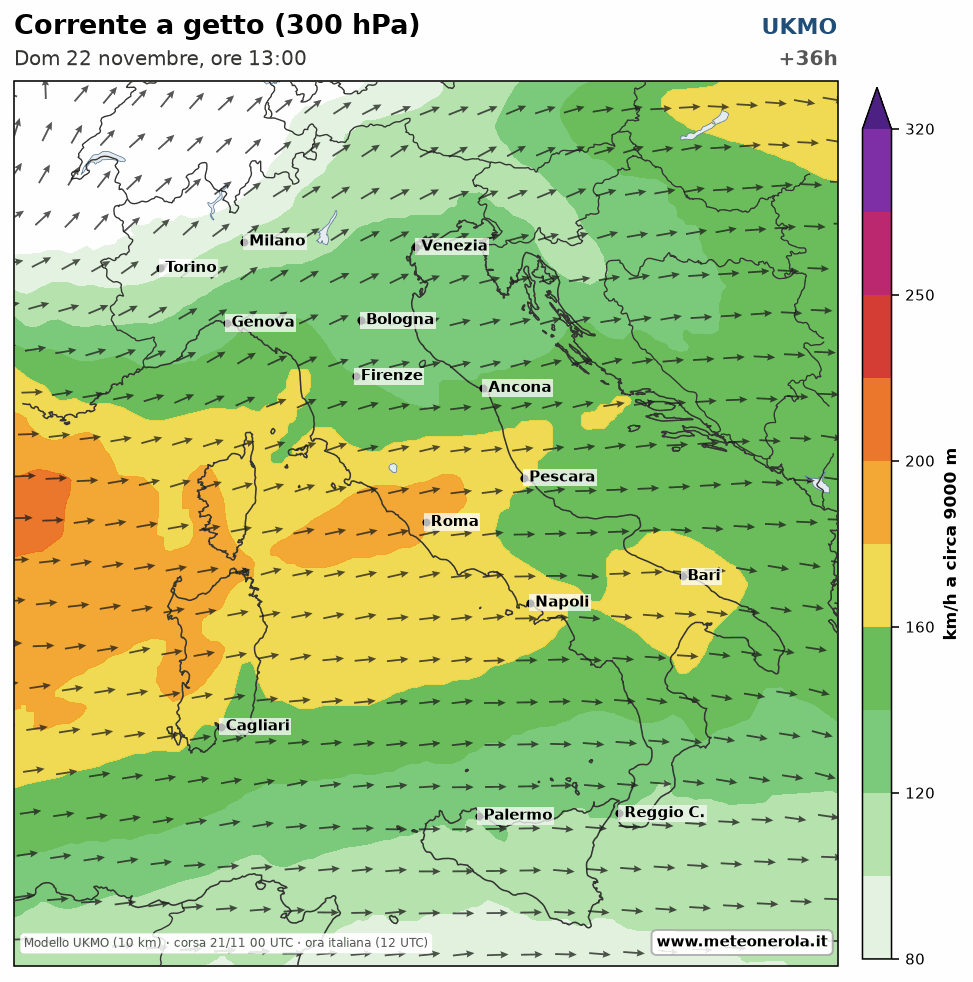 Corrente a getto (300 hPa)
UKMO
Dom 22 novembre, ore 13:00
+36h
320
Milano
Venezia
Torino
250
Genova
Bologna
Firenze
Ancona
200
Pescara
Roma
Bari
Napoli
160
Cagliari
120
Palermo
Reggio C.
80
km/h a circa 9000 m
Modello UKMO (10 km) · corsa 21/11 00 UTC · ora italiana (12 UTC)
www.meteonerola.it